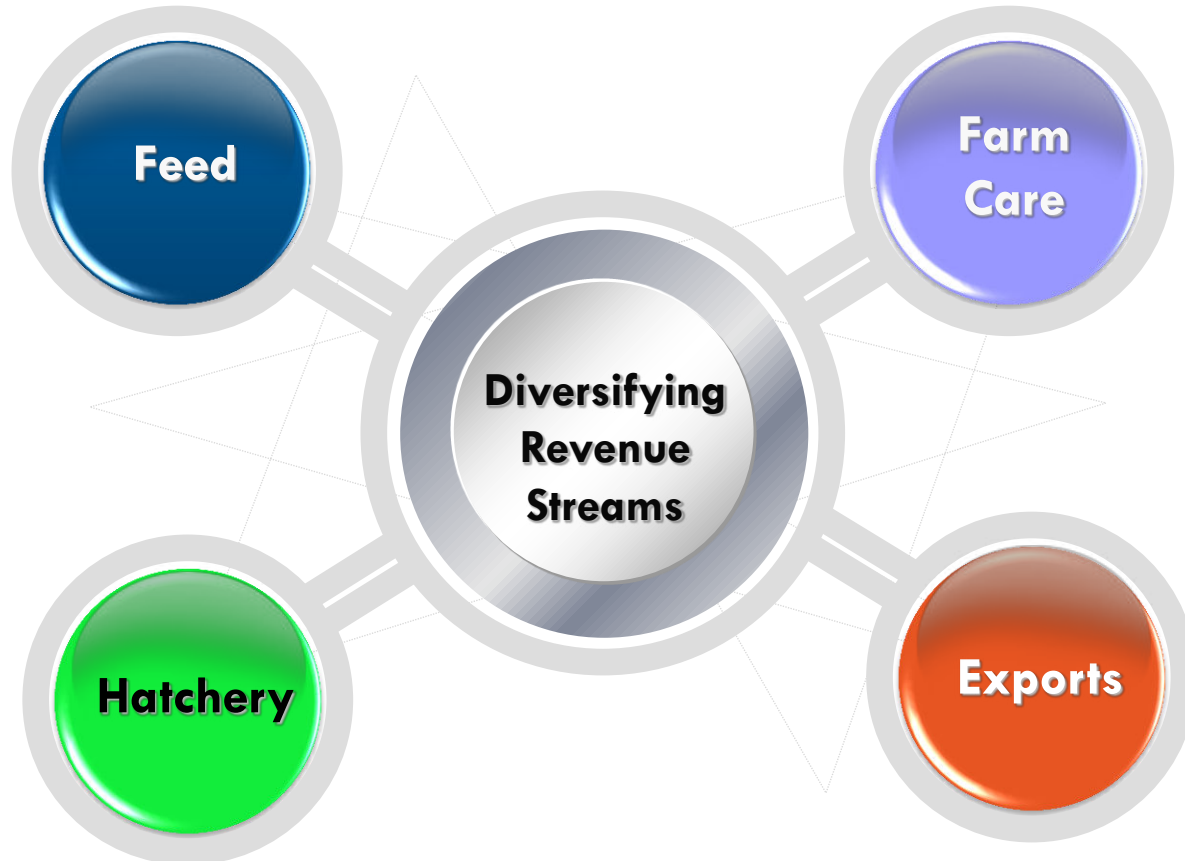 Feed
Farm
Care
Diversifying
Revenue
Streams
Hatchery
Exports